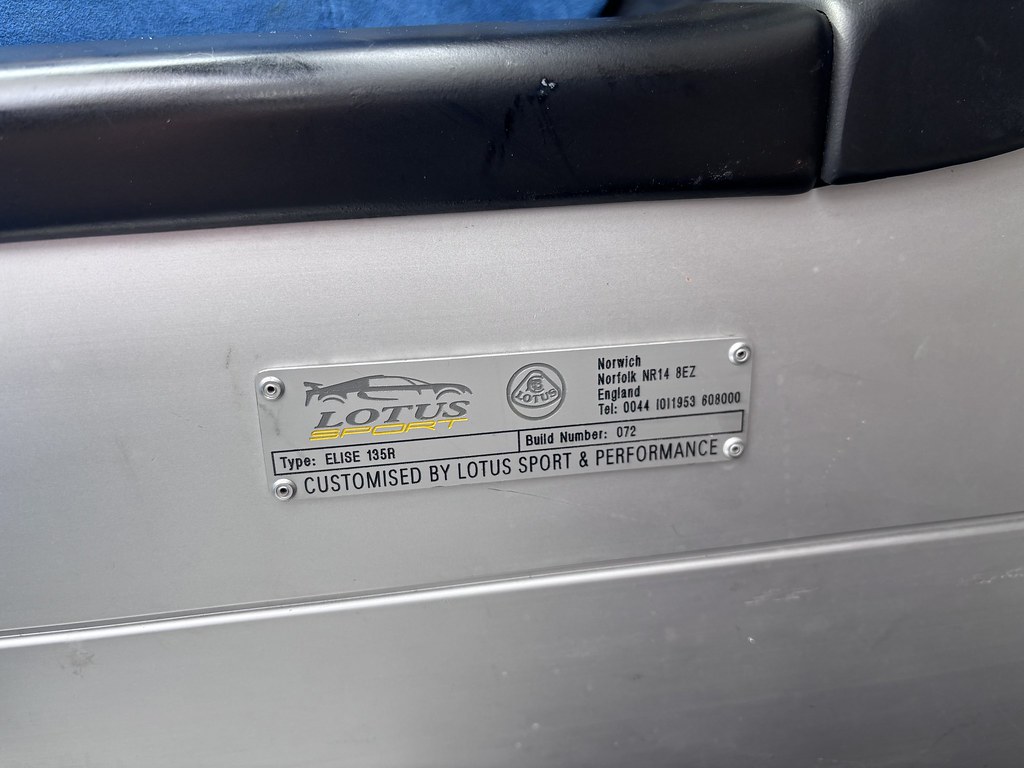 LOTUS
SPORT
LOTUS
Norwich
Norfolk NR14 8EZ
England
Tel: 0044 (0)1953 608000
Type: ELISE 135R
Build Number: 072
CUSTOMISED BY LOTUS SPORT & PERFORMANCE